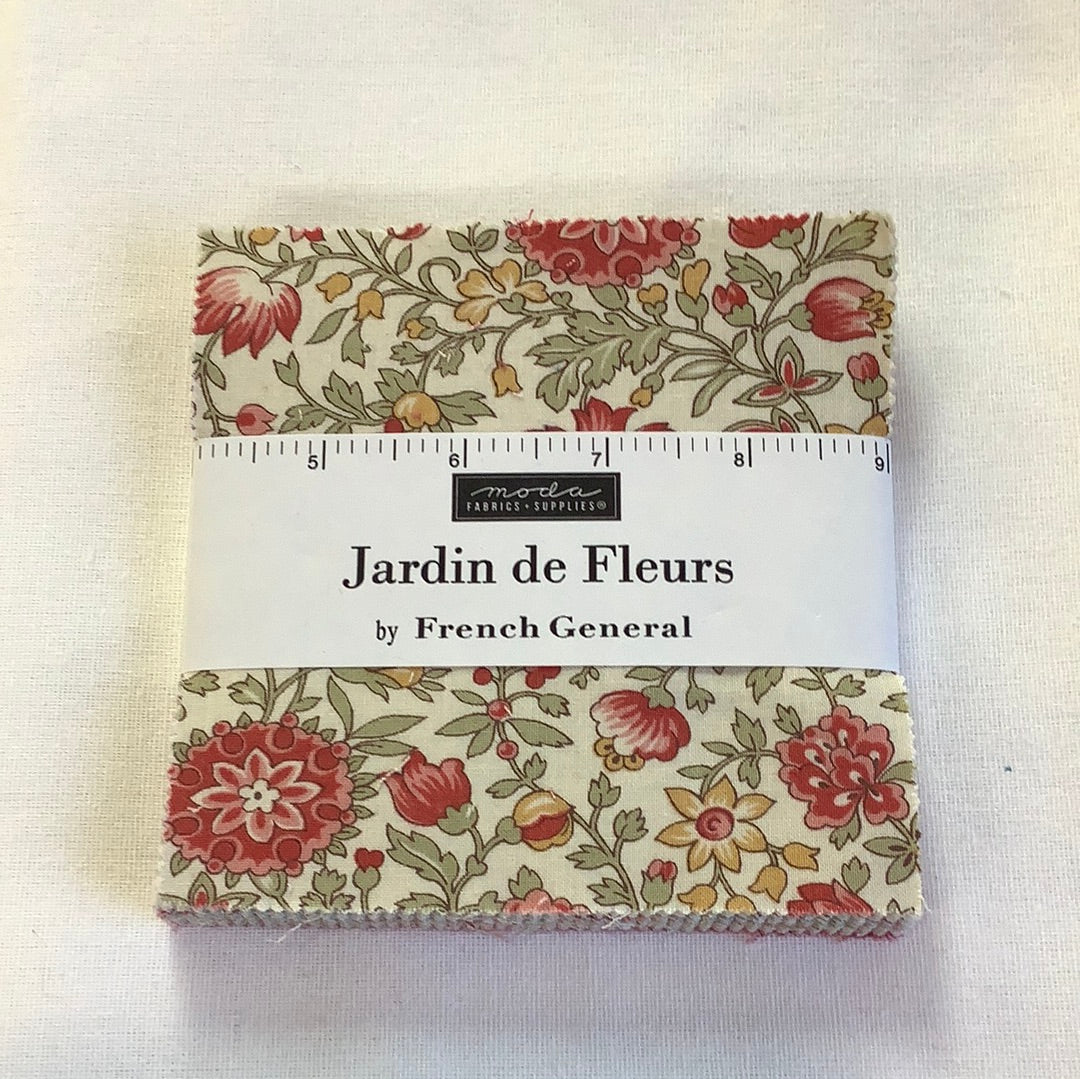 5 6 7 8 9
moda
FABRICS + SUPPLIES®
Jardin de Fleurs
by French General